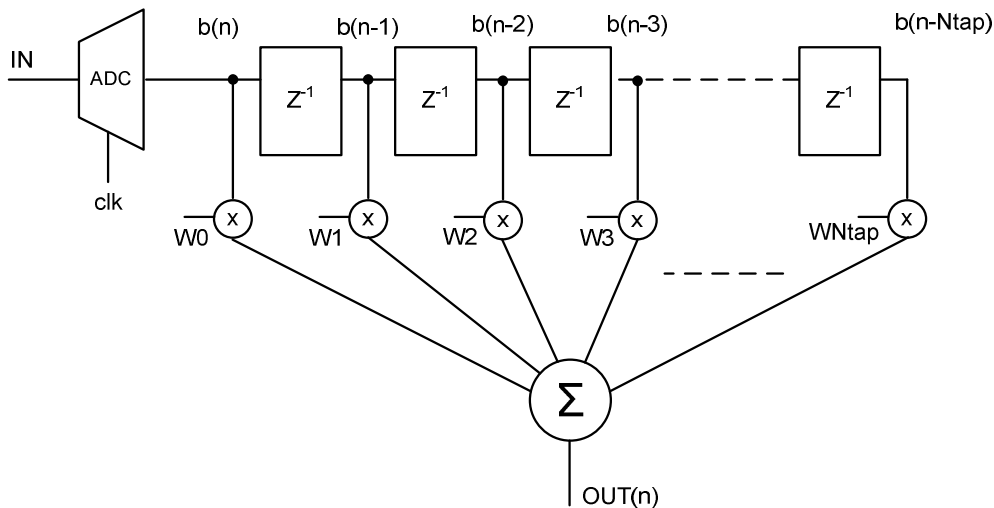 b(n) b(n-1) b(n-2) b(n-3) b(n-Ntap)
IN
ADC
Z⁻¹ Z⁻¹ Z⁻¹ Z⁻¹
clk
x x x x x
W0 W1 W2 W3 WNtap
Σ
OUT(n)